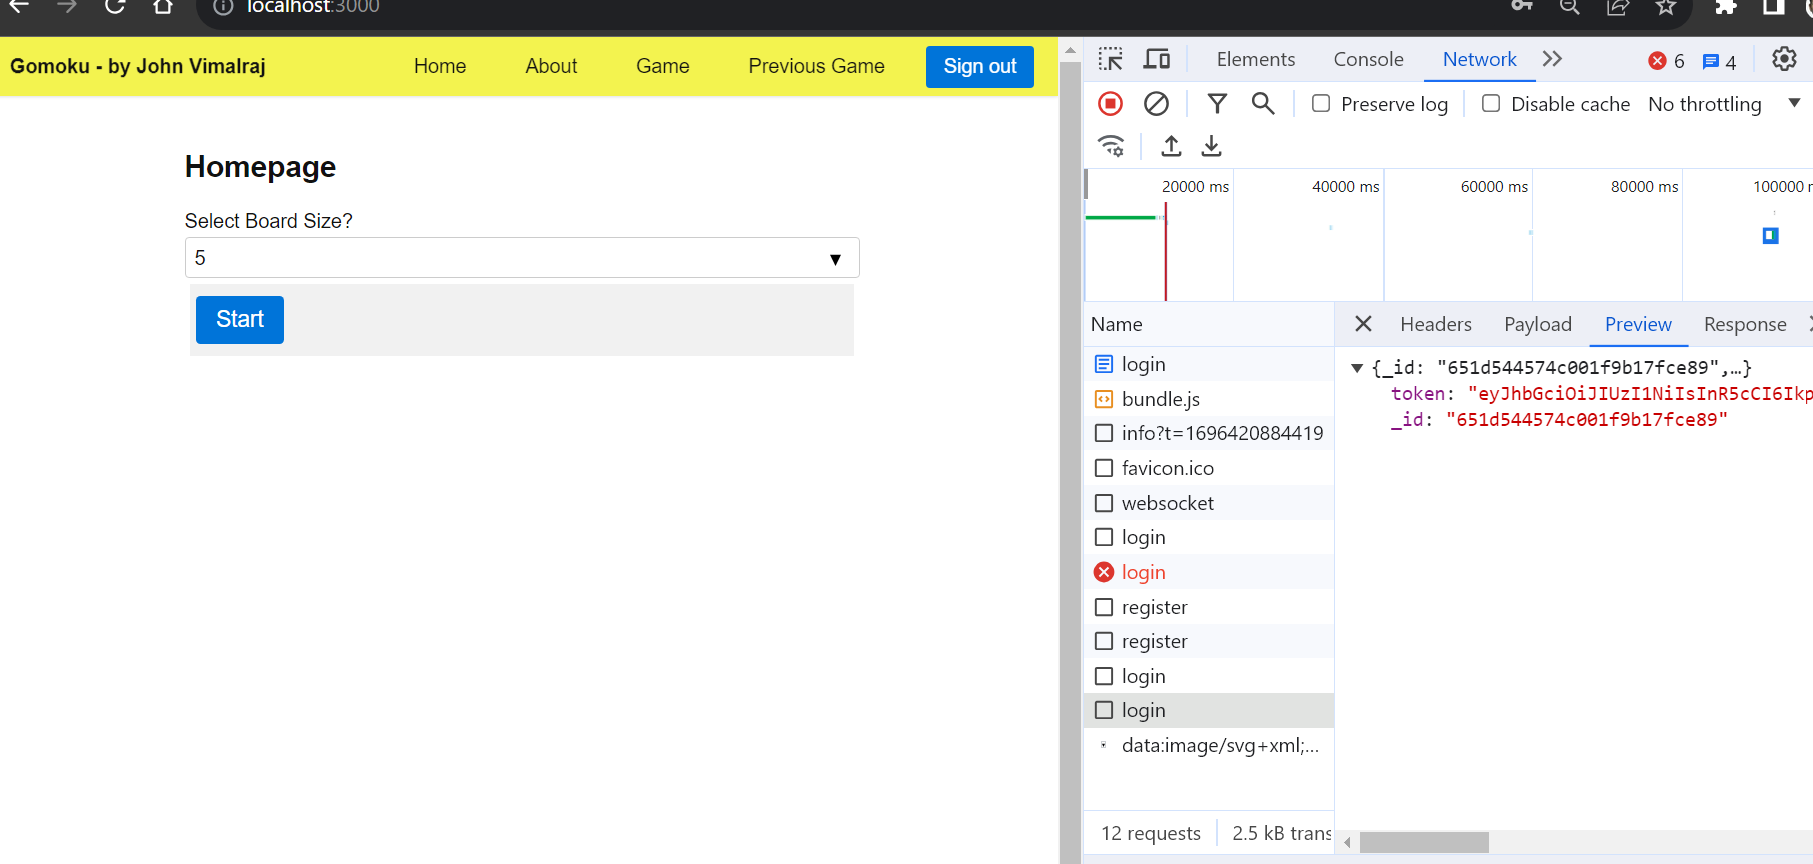 localhost:3000
Gomoku - by John Vimalraj
Home
About
Game
Previous Game
Sign out
Homepage
Select Board Size?
5
Start
Elements
Console
Network
6
4
Preserve log
Disable cache
No throttling
20000 ms
40000 ms
60000 ms
80000 ms
100000 m
Name
Headers
Payload
Preview
Response
login
bundle.js
info?t=1696420884419
favicon.ico
websocket
login
login
register
register
login
login
data:image/svg+xml;...
{_id: "651d544574c001f9b17fce89",…}
token: "eyJhbGciOiJIUzI1NiIsInR5cCI6Ikp
_id: "651d544574c001f9b17fce89"
12 requests
2.5 kB trans